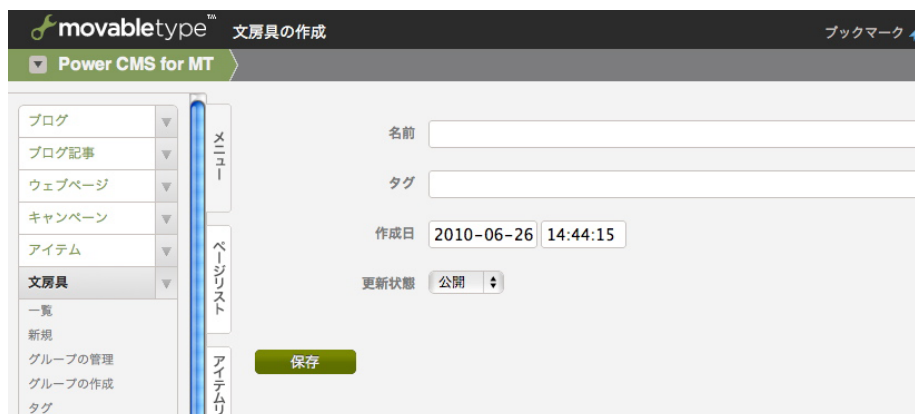 movabletype™ 文房具の作成 ブックマーク
Power CMS for MT
ブログ
ブログ記事
ウェブページ
キャンペーン
アイテム
文房具
一覧
新規
グループの管理
グループの作成
タグ
メニュー
ページリスト
アイテムリ
名前
タグ
作成日 2010-06-26 14:44:15
更新状態 公開
保存